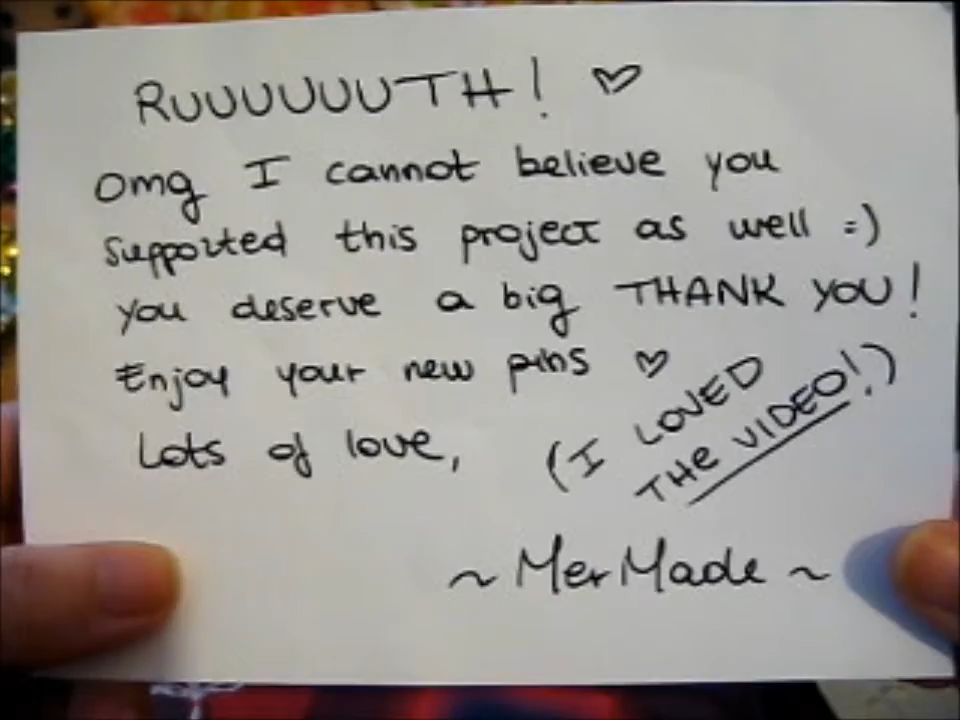 RUUUUUUTH! ♡
Omg I cannot believe you
supported this project as well =)
you deserve a big THANK YOU!
Enjoy your new pins ♡
Lots of love,
(I LOVED
THe VIDEO!)
~ MerMade ~